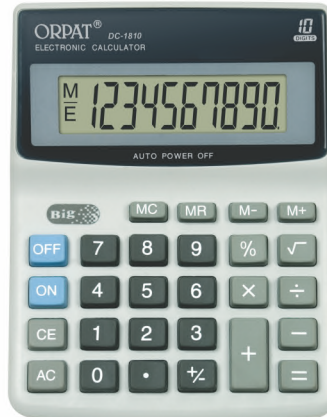 ORPAT® DC-1810 10 DIGITS
ELECTRONIC CALCULATOR
M E 1234567890.
AUTO POWER OFF
Big MC MR M- M+
OFF 7 8 9 % √
ON 4 5 6 × ÷
CE 1 2 3 + −
AC 0 • +/- =